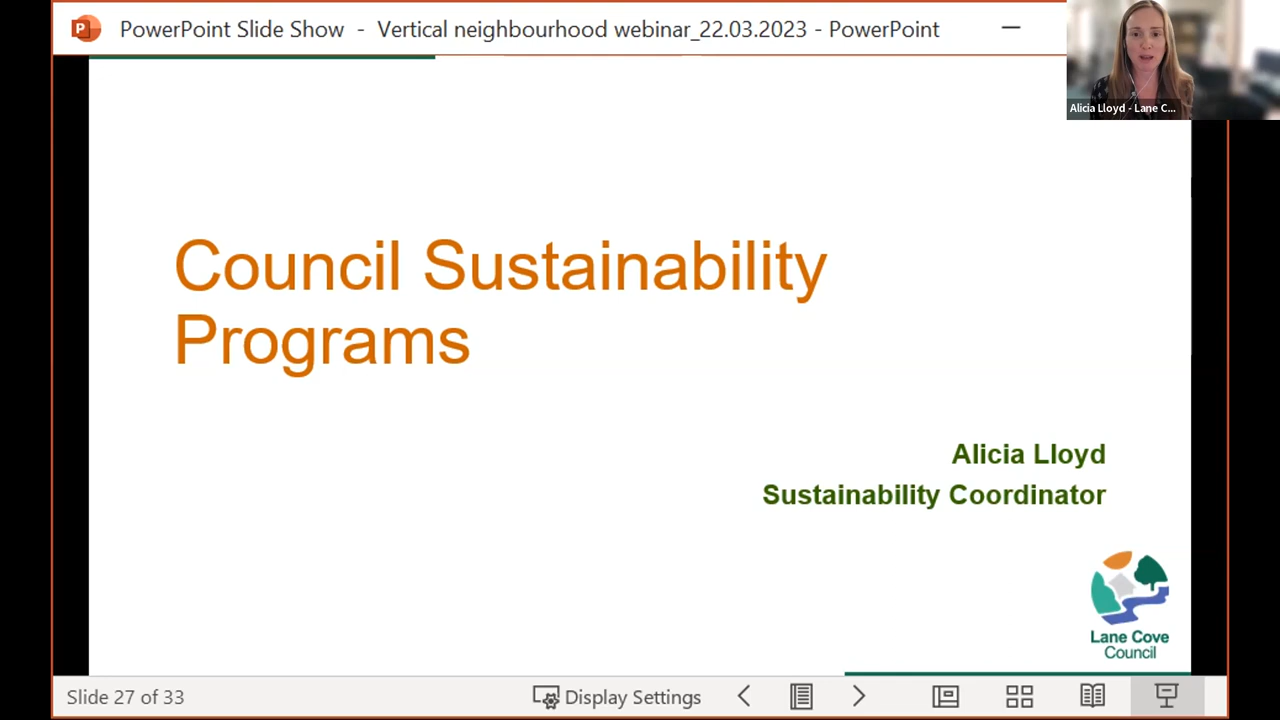 PowerPoint Slide Show - Vertical neighbourhood webinar_22.03.2023 - PowerPoint
Alicia Lloyd - Lane C...
Council Sustainability
Programs
Alicia Lloyd
Sustainability Coordinator
Lane Cove
Council
Slide 27 of 33
Display Settings